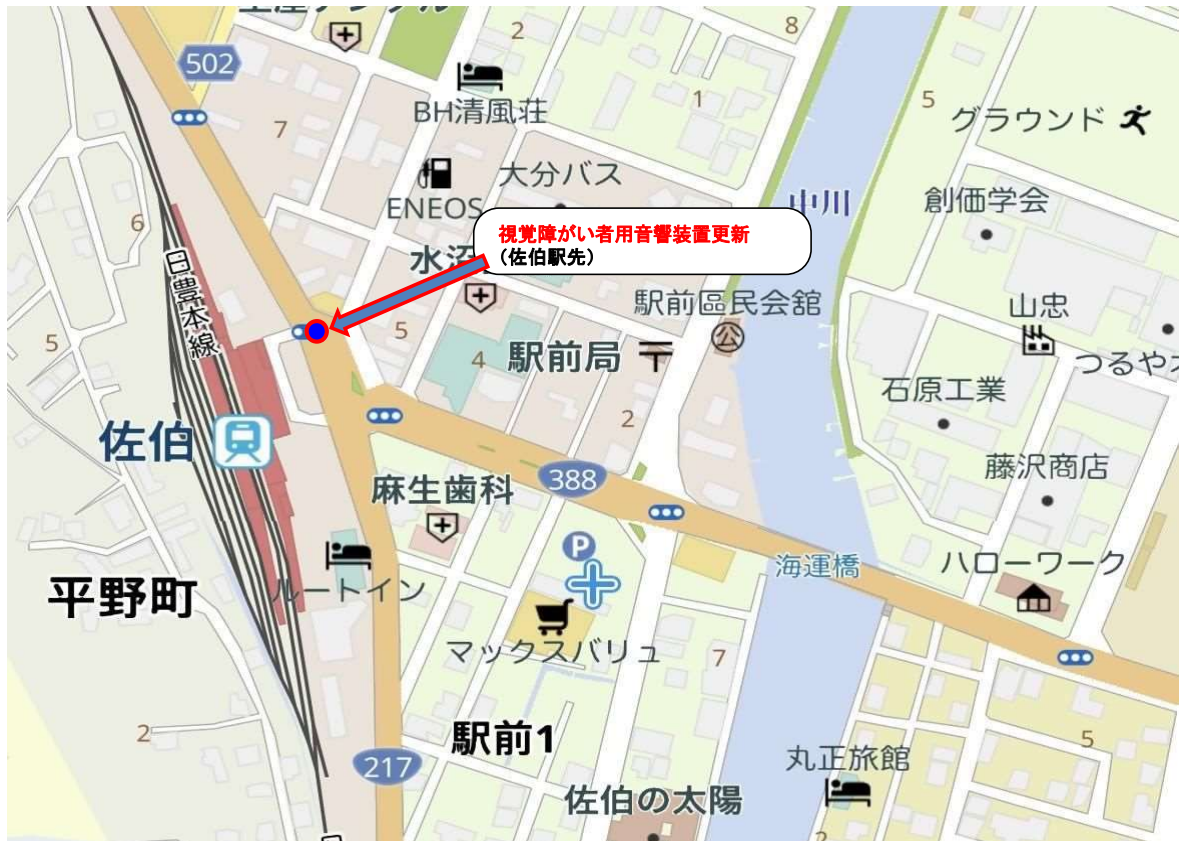 502
2
8
BH清風荘
1
5
グラウンド
7
大分バス
ENEOS
中川
創価学会
6
視覚障がい者用音響装置更新
(佐伯駅先)
水沼
日豊本線
駅前區民会舘
公
山忠
5
5
4
駅前局
つるや
石原工業
2
佐伯
388
藤沢商店
麻生歯科
P
海運橋
ハローワーク
平野町
ルートイン
マックスバリュ
7
2
駅前1
5
217
丸正旅館
佐伯の太陽
2